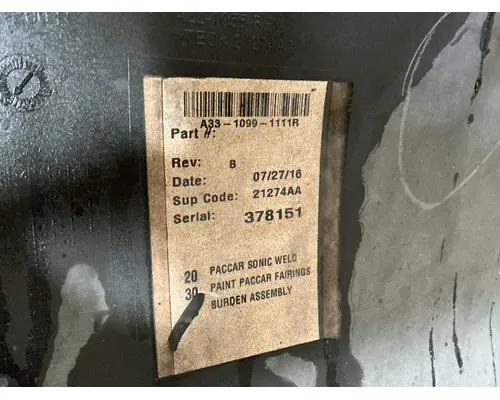 A33-1099-1111R
Part #:
Rev: B
Date: 07/27/16
Sup Code: 21274AA
Serial: 378151
20 PACCAR SONIC WELD
30 PAINT PACCAR FAIRINGS
BURDEN ASSEMBLY